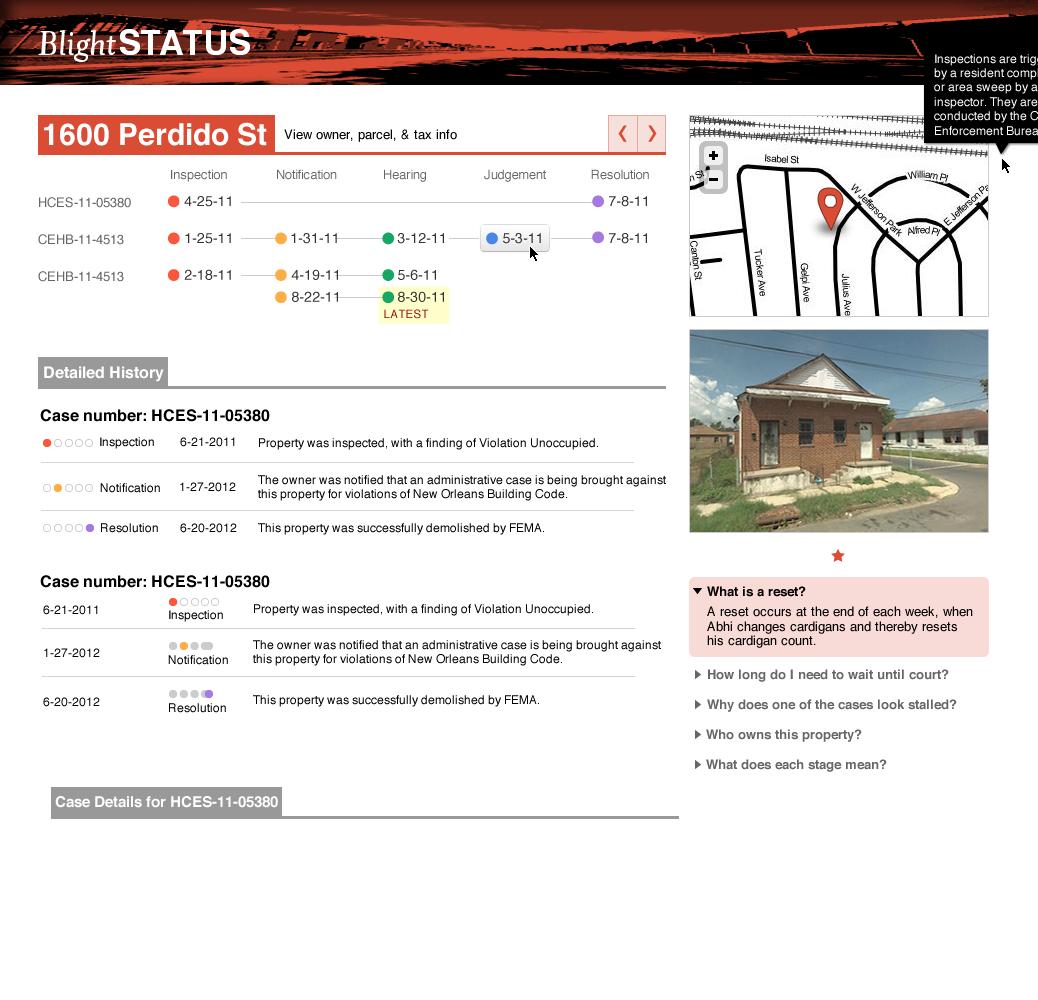 BlightSTATUS
Inspections are
by a resident
or area sweep by
inspector. They are
conducted by the
Enforcement
1600 Perdido St
View owner, parcel, & tax info
Inspection Notification Hearing Judgement Resolution
HCES-11-05380 4-25-11 7-8-11
CEHB-11-4513 1-25-11 1-31-11 3-12-11 5-3-11 7-8-11
CEHB-11-4513 2-18-11 4-19-11 5-6-11
8-22-11 8-30-11
LATEST
Isabel St
William Pl
W Jefferson Park
E Jefferson
Alfred Pl
Canton St
Tucker Ave
Gelpi Ave
Julius Ave
Detailed History
Case number: HCES-11-05380
Inspection 6-21-2011 Property was inspected, with a finding of Violation Unoccupied.
Notification 1-27-2012 The owner was notified that an administrative case is being brought against
this property for violations of New Orleans Building Code.
Resolution 6-20-2012 This property was successfully demolished by FEMA.
Case number: HCES-11-05380
6-21-2011 Inspection Property was inspected, with a finding of Violation Unoccupied.
1-27-2012 Notification The owner was notified that an administrative case is being brought against
this property for violations of New Orleans Building Code.
6-20-2012 Resolution This property was successfully demolished by FEMA.
What is a reset?
A reset occurs at the end of each week, when
Abhi changes cardigans and thereby resets
his cardigan count.
How long do I need to wait until court?
Why does one of the cases look stalled?
Who owns this property?
What does each stage mean?
Case Details for HCES-11-05380